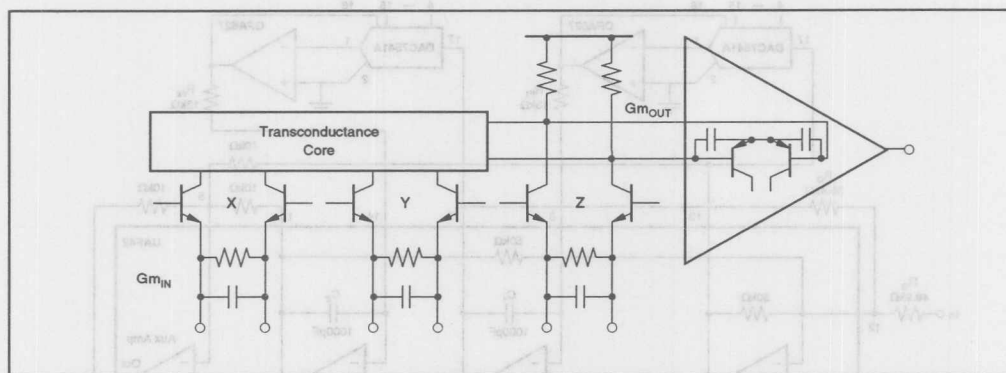 Gm_OUT
Transconductance
Core
X
Y
Z
Gm_IN